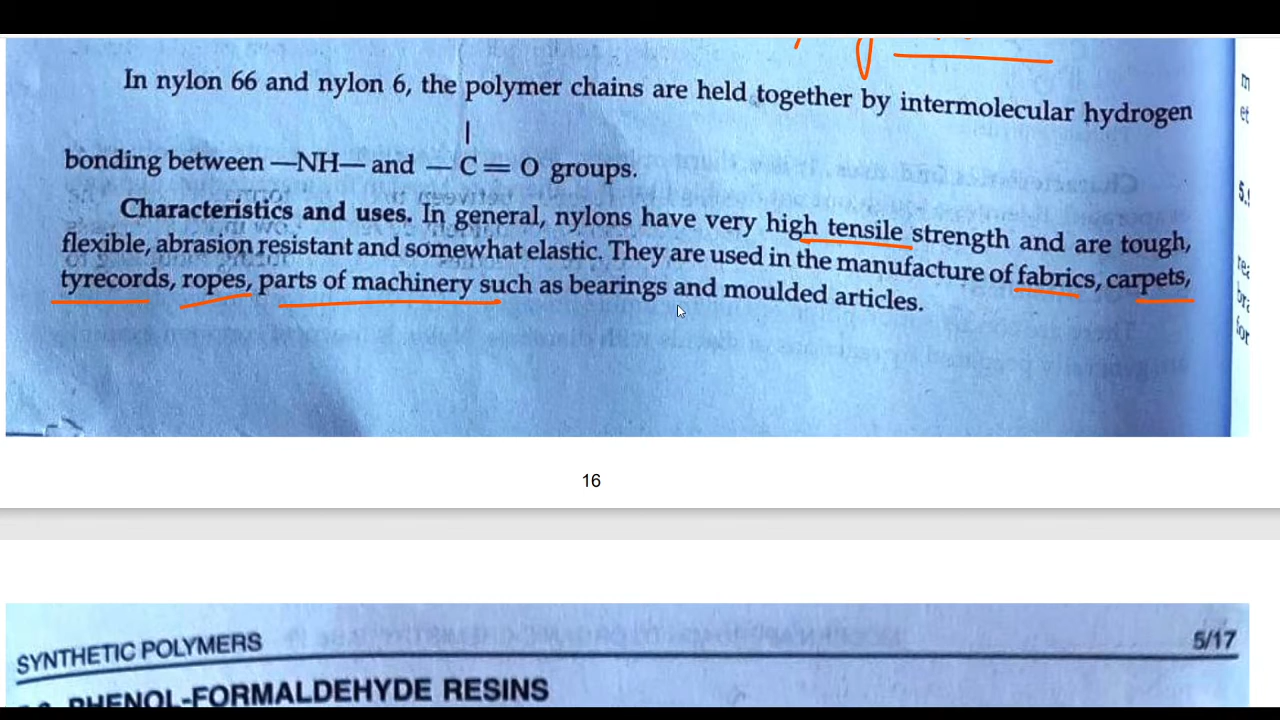 In nylon 66 and nylon 6, the polymer chains are held together by intermolecular hydrogen
bonding between —NH— and — C = O groups.
Characteristics and uses. In general, nylons have very high tensile strength and are tough,
flexible, abrasion resistant and somewhat elastic. They are used in the manufacture of fabrics, carpets,
tyrecords, ropes, parts of machinery such as bearings and moulded articles.
16
SYNTHETIC POLYMERS 5/17
PHENOL-FORMALDEHYDE RESINS